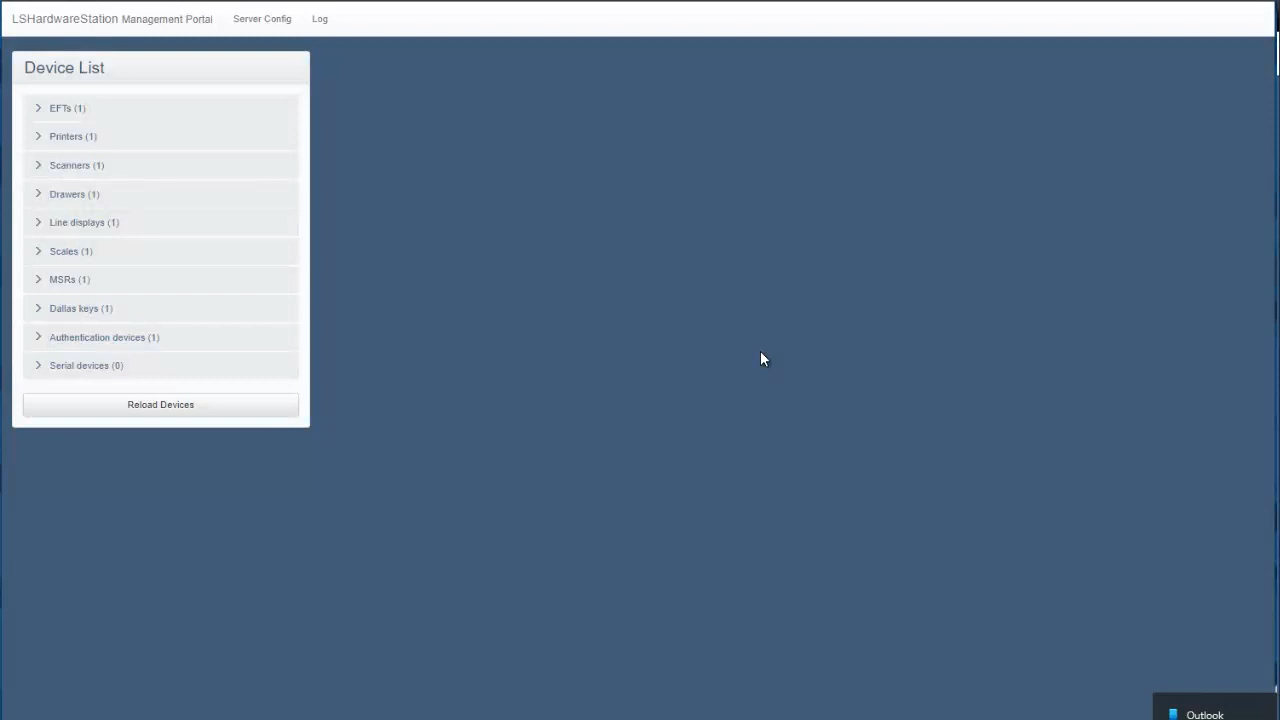 LSHardwareStation Management Portal Server Config Log
Device List
EFTs (1)
Printers (1)
Scanners (1)
Drawers (1)
Line displays (1)
Scales (1)
MSRs (1)
Dallas keys (1)
Authentication devices (1)
Serial devices (0)
Reload Devices
Outlook